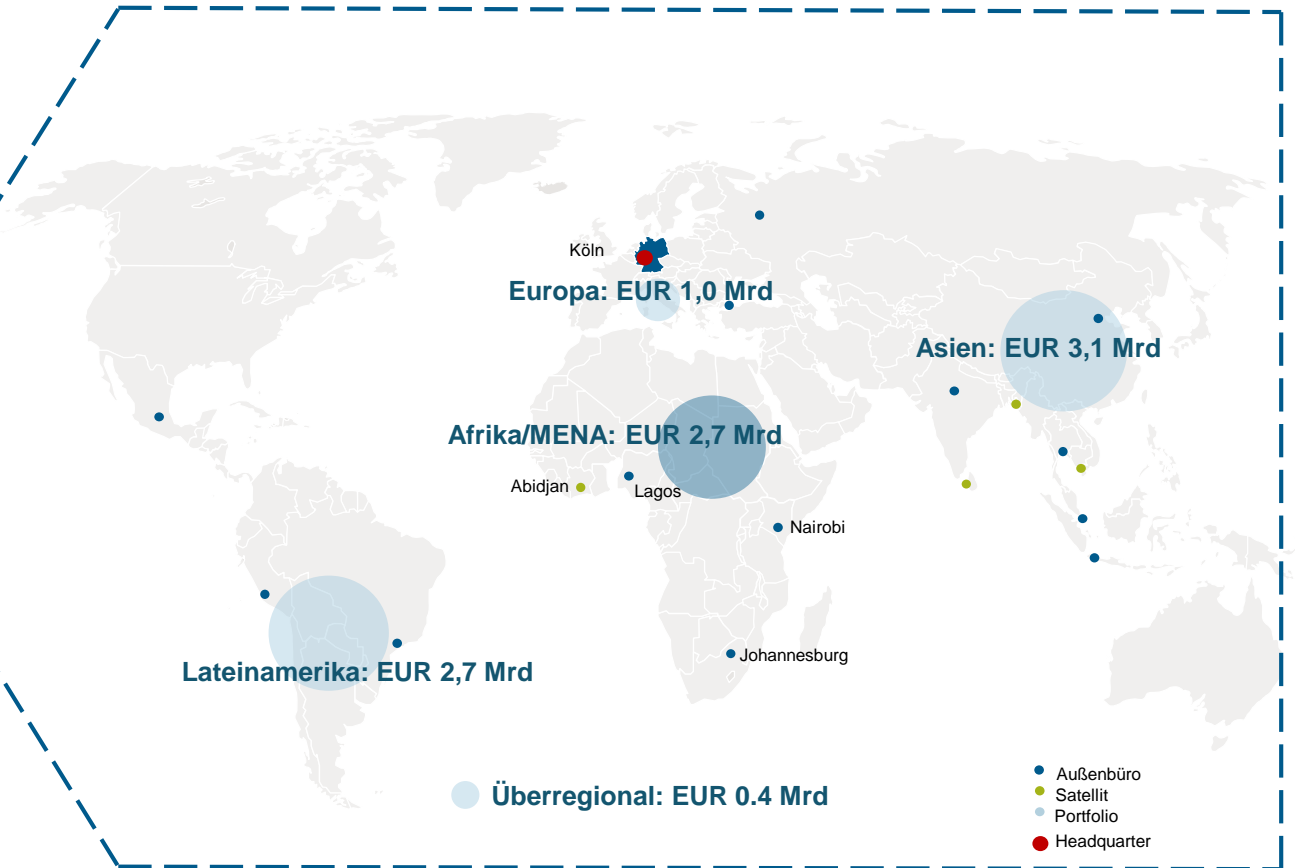 Köln
Europa: EUR 1,0 Mrd
Asien: EUR 3,1 Mrd
Afrika/MENA: EUR 2,7 Mrd
Abidjan
Lagos
Nairobi
Johannesburg
Lateinamerika: EUR 2,7 Mrd
Überregional: EUR 0.4 Mrd
Außenbüro
Satellit
Portfolio
Headquarter